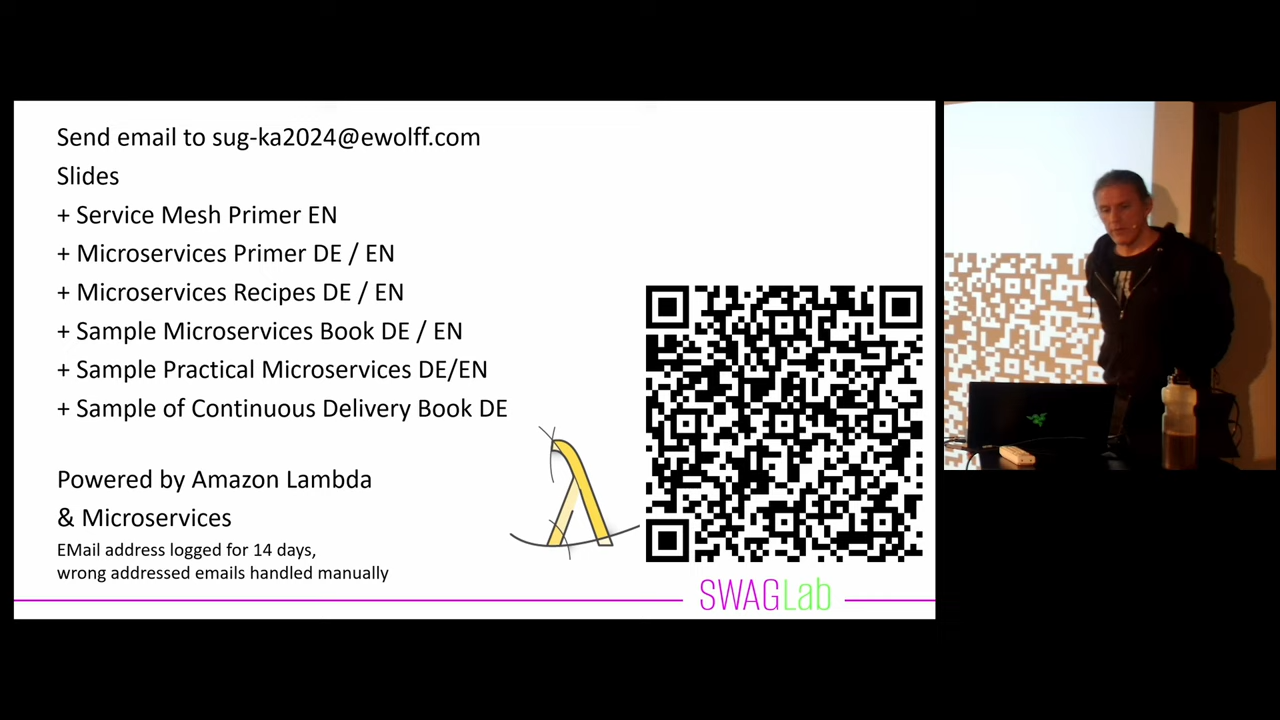 Send email to sug-ka2024@ewolff.com
Slides
+ Service Mesh Primer EN
+ Microservices Primer DE / EN
+ Microservices Recipes DE / EN
+ Sample Microservices Book DE / EN
+ Sample Practical Microservices DE/EN
+ Sample of Continuous Delivery Book DE
Powered by Amazon Lambda
& Microservices
EMail address logged for 14 days,
wrong addressed emails handled manually
SWAGLab